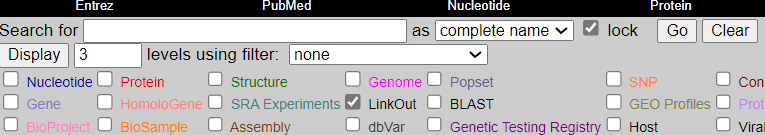 Entrez PubMed Nucleotide Protein
Search for as complete name lock Go Clear
Display 3 levels using filter: none
Nucleotide Protein Structure Genome Popset SNP Con
Gene HomoloGene SRA Experiments LinkOut BLAST GEO Profiles Prot
BioProject BioSample Assembly dbVar Genetic Testing Registry Host Viral